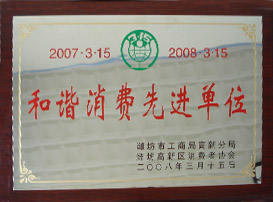 2007·3·15 3·15 2008·3·15
和谐消费先进单位
潍坊市工商局高新分局
潍坊高新区消费者协会
二〇〇八年三月十五日